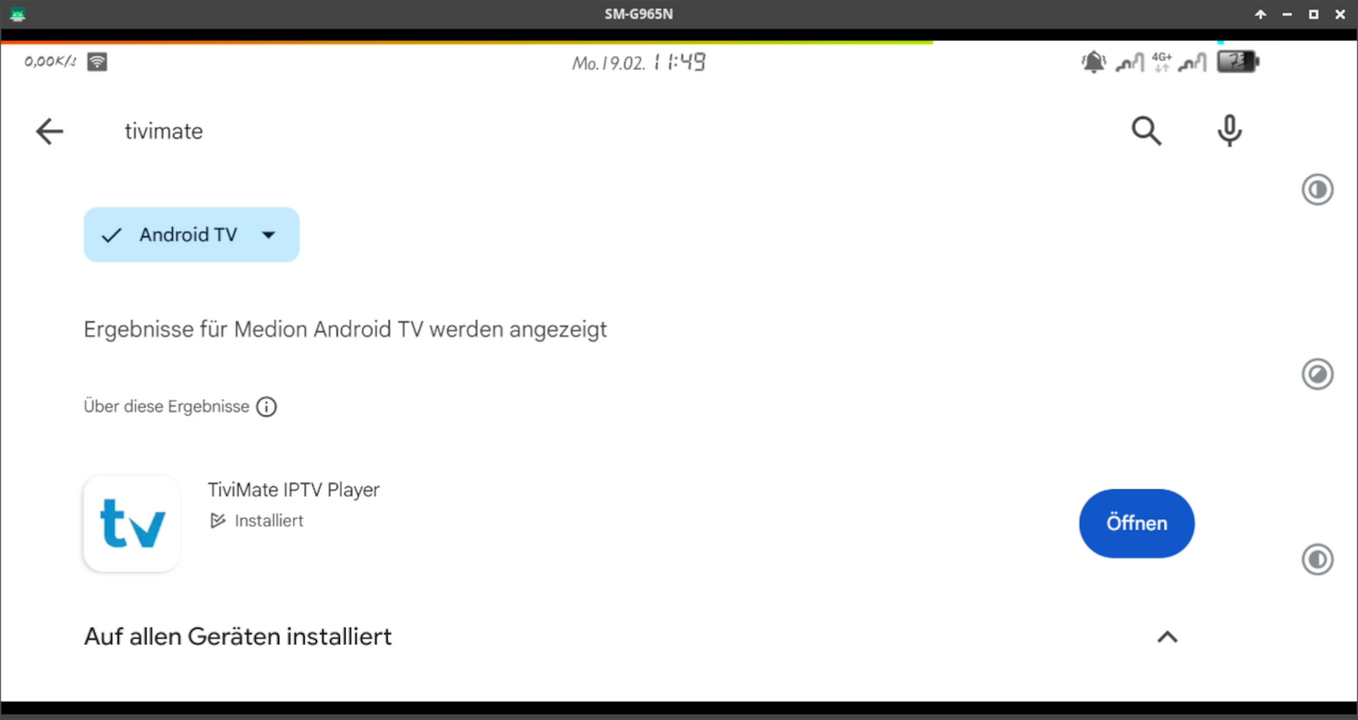 SM-G965N
0,00K/s
Mo.19.02. 11:49
4G+
73
tivimate
Android TV
Ergebnisse für Medion Android TV werden angezeigt
Über diese Ergebnisse
tv
TiviMate IPTV Player
Installiert
Öffnen
Auf allen Geräten installiert